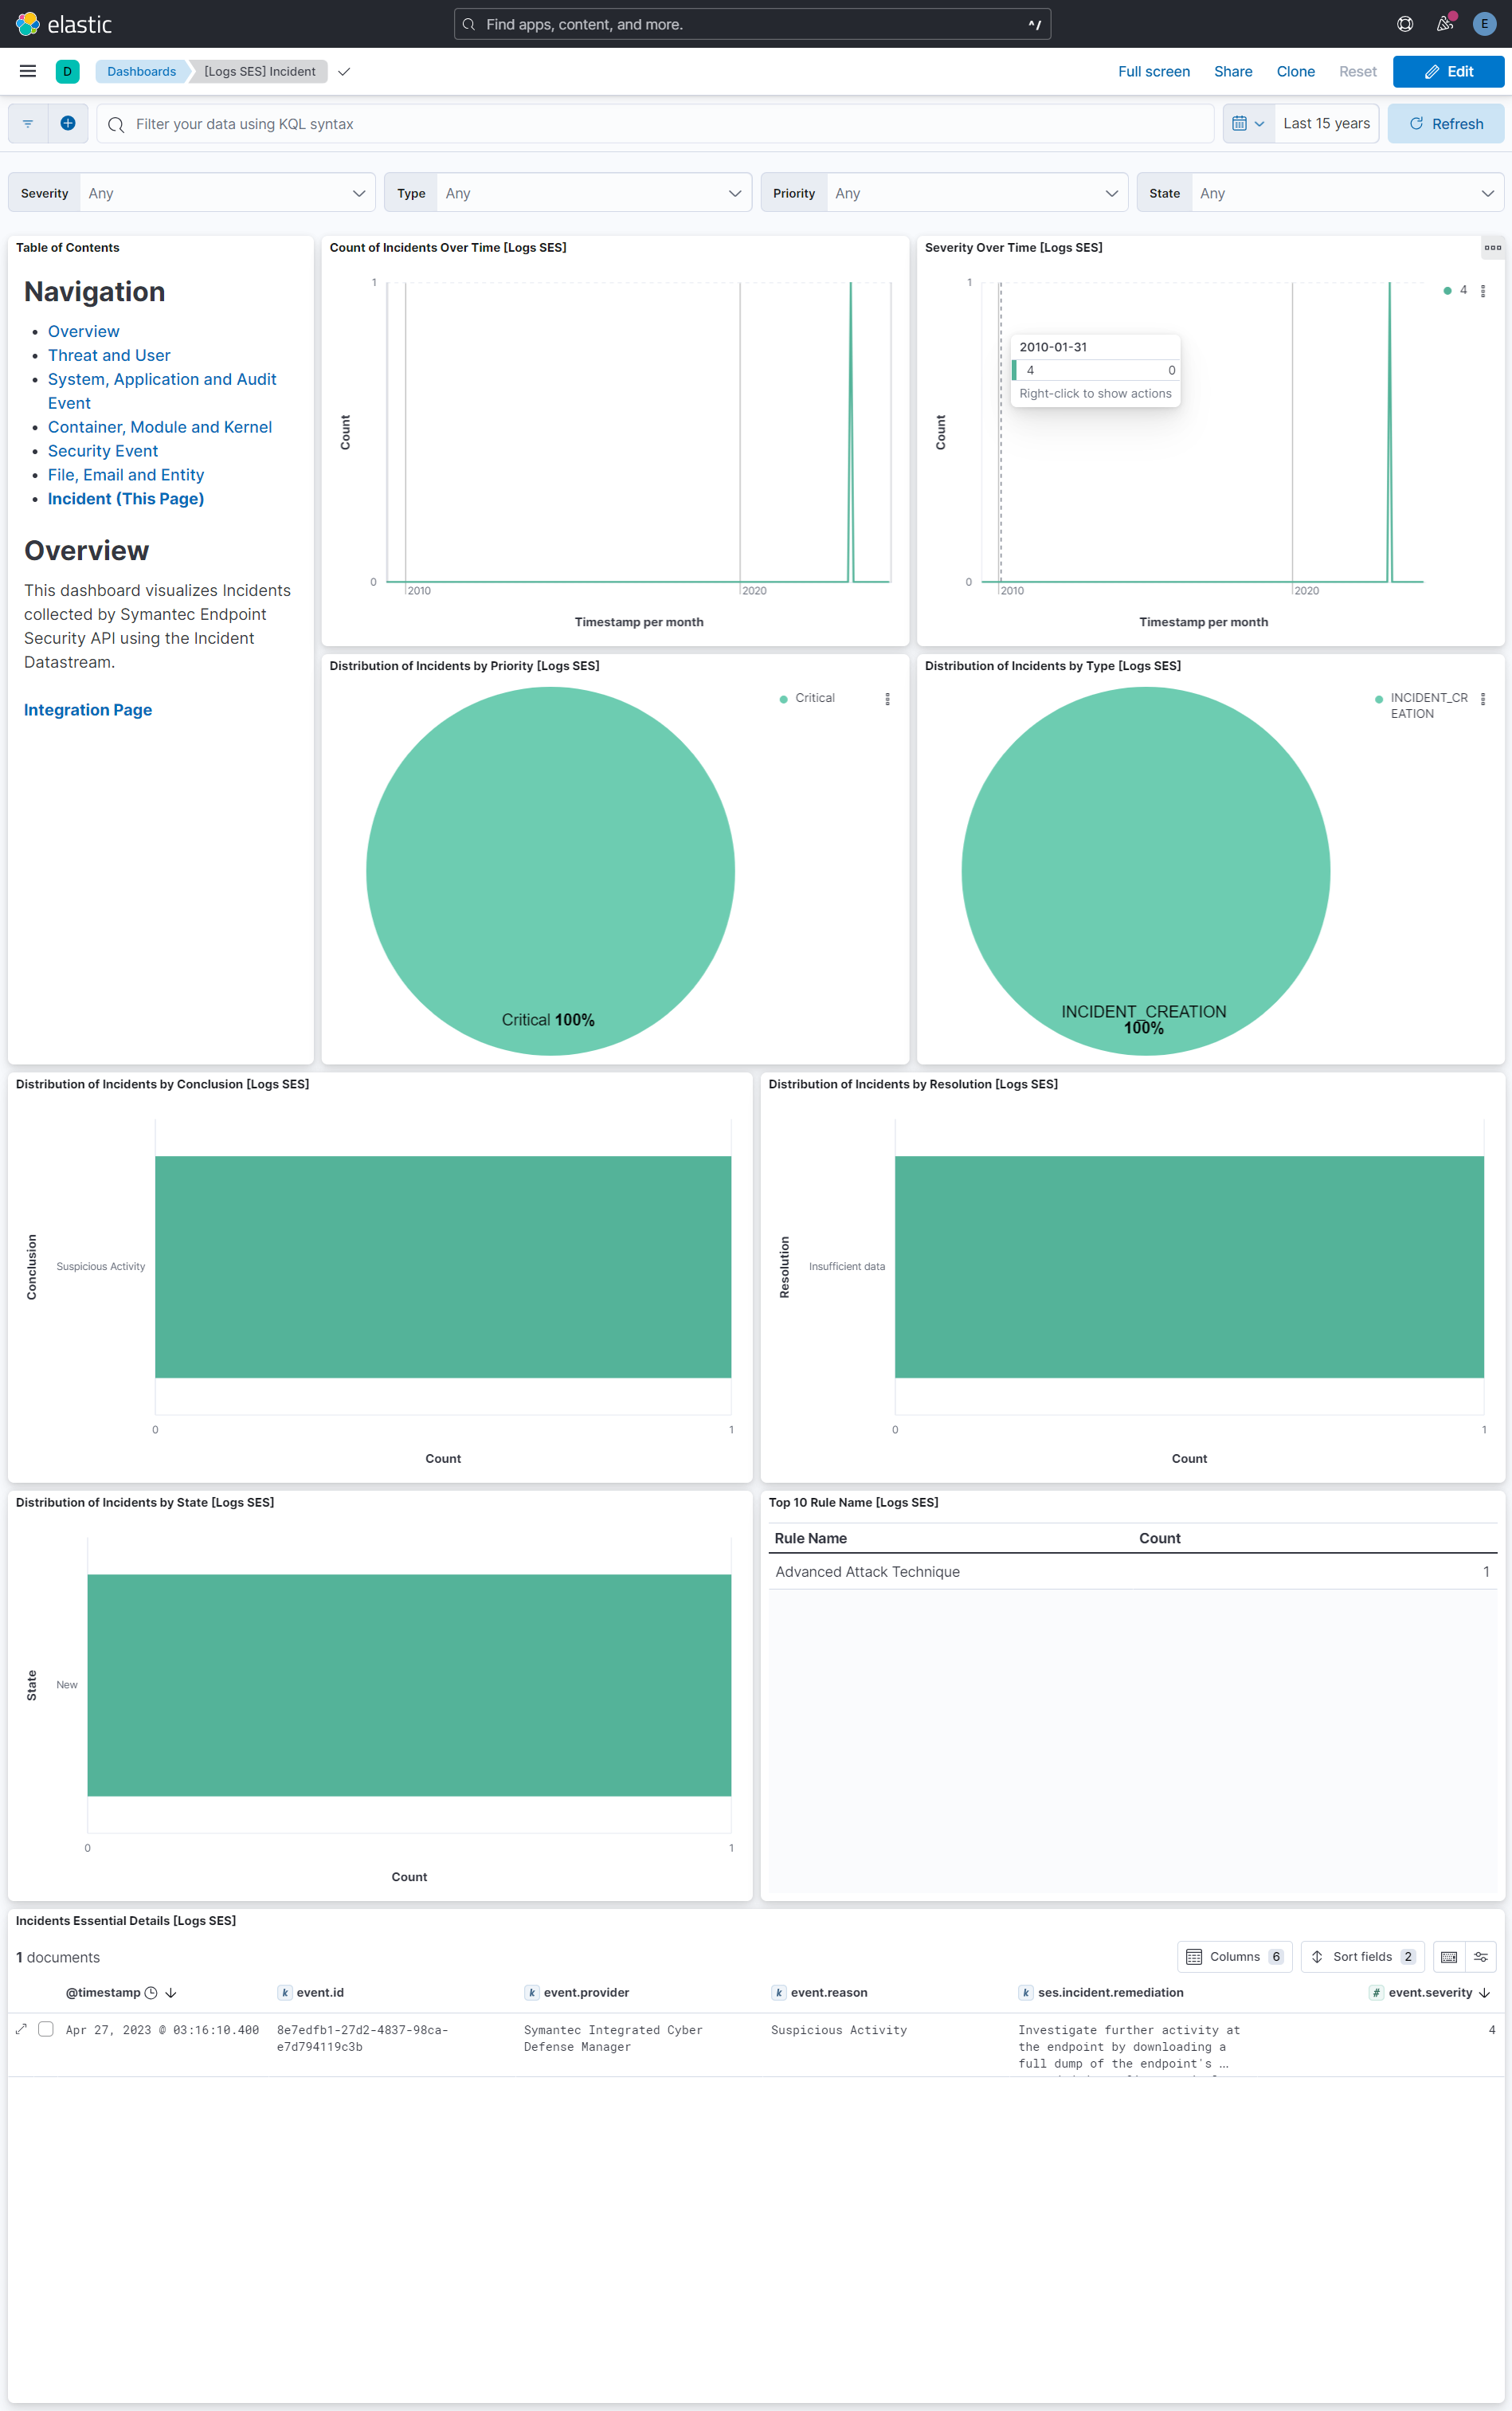 elastic
Find apps, content, and more.
^/
E
D
Dashboards
[Logs SES] Incident
Full screen
Share
Clone
Reset
Edit
Filter your data using KQL syntax
Last 15 years
Refresh
Severity
Any
Type
Any
Priority
Any
State
Any
Table of Contents
Navigation
• Overview
• Threat and User
• System, Application and Audit
Event
• Container, Module and Kernel
• Security Event
• File, Email and Entity
• Incident (This Page)
Overview
This dashboard visualizes Incidents
collected by Symantec Endpoint
Security API using the Incident
Datastream.
Integration Page
Count of Incidents Over Time [Logs SES]
1
Count
0
2010
2020
Timestamp per month
Severity Over Time [Logs SES]
1
4
2010-01-31
4 0
Right-click to show actions
Count
0
2010
2020
Timestamp per month
Distribution of Incidents by Priority [Logs SES]
Critical
Critical 100%
Distribution of Incidents by Type [Logs SES]
INCIDENT_CR
EATION
INCIDENT_CREATION
100%
Distribution of Incidents by Conclusion [Logs SES]
Conclusion
Suspicious Activity
0
1
Count
Distribution of Incidents by Resolution [Logs SES]
Resolution
Insufficient data
0
1
Count
Distribution of Incidents by State [Logs SES]
State
New
0
1
Count
Top 10 Rule Name [Logs SES]
Rule Name Count
Advanced Attack Technique 1
Incidents Essential Details [Logs SES]
1 documents
Columns 6
Sort fields 2
@timestamp
k event.id
k event.provider
k event.reason
k ses.incident.remediation
# event.severity
Apr 27, 2023 @ 03:16:10.400
8e7edfb1-27d2-4837-98ca-
e7d794119c3b
Symantec Integrated Cyber
Defense Manager
Suspicious Activity
Investigate further activity at
the endpoint by downloading a
full dump of the endpoint's …
4